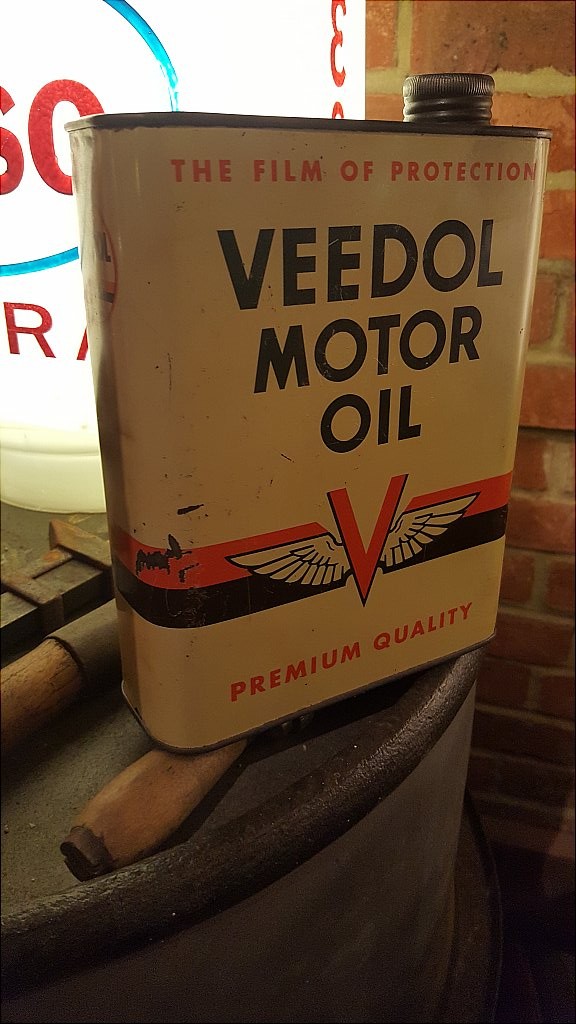 THE FILM OF PROTECTION
VEEDOL
MOTOR
OIL
V
PREMIUM QUALITY